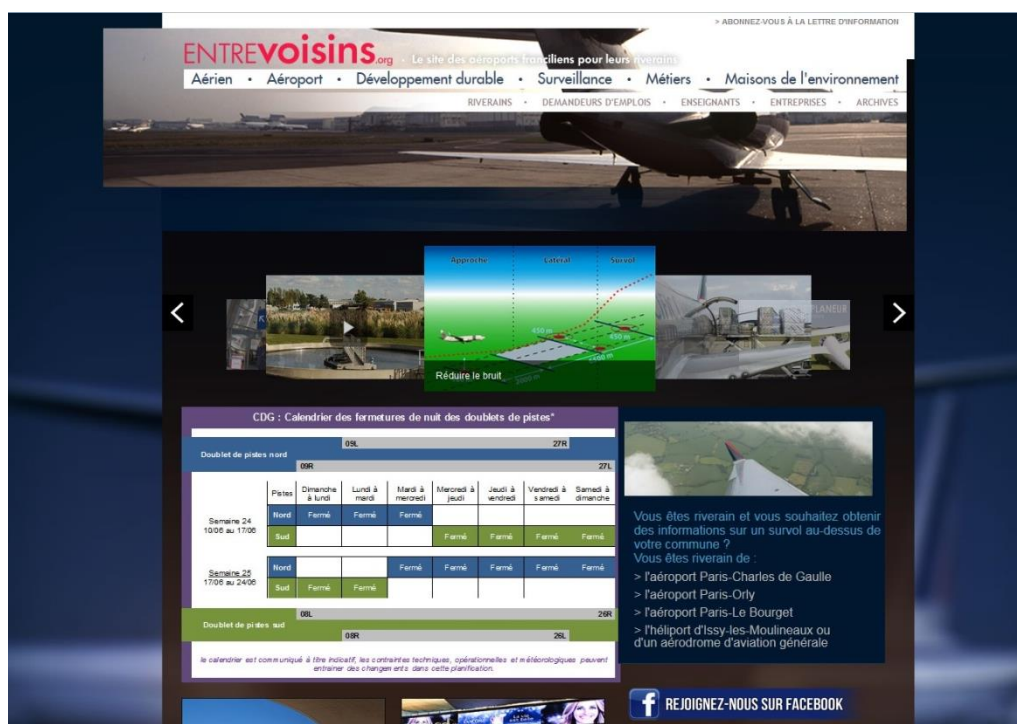 > ABONNEZ-VOUS À LA LETTRE D'INFORMATION
ENTREVOISINS.org - Le site des aéroports franciliens pour leurs riverains
Aérien · Aéroport · Développement durable · Surveillance · Métiers · Maisons de l'environnement
RIVERAINS · DEMANDEURS D'EMPLOIS · ENSEIGNANTS · ENTREPRISES · ARCHIVES
Approche Latéral Survol
450 m
450 m
2000 m
Réduire le bruit
PLANEUR
CDG : Calendrier des fermetures de nuit des doublets de pistes*
09L 27R
Doublet de pistes nord
09R 27L
Pistes Dimanche à lundi Lundi à mardi Mardi à mercredi Mercredi à jeudi Jeudi à vendredi Vendredi à samedi Samedi à dimanche
Semaine 24
10/06 au 17/06
Nord Fermé Fermé Fermé
Sud Fermé Fermé Fermé Fermé
Semaine 25
17/06 au 24/06
Nord Fermé Fermé Fermé Fermé Fermé
Sud Fermé Fermé
08L 26R
Doublet de pistes sud
08R 26L
le calendrier est communiqué à titre indicatif, les contraintes techniques, opérationnelles et météorologiques peuvent
entrainer des changements dans cette planification.
Vous êtes riverain et vous souhaitez obtenir
des informations sur un survol au-dessus de
votre commune ?
Vous êtes riverain de :
> l'aéroport Paris-Charles de Gaulle
> l'aéroport Paris-Orly
> l'aéroport Paris-Le Bourget
> l'héliport d'Issy-les-Moulineaux ou
d'un aérodrome d'aviation générale
f REJOIGNEZ-NOUS SUR FACEBOOK